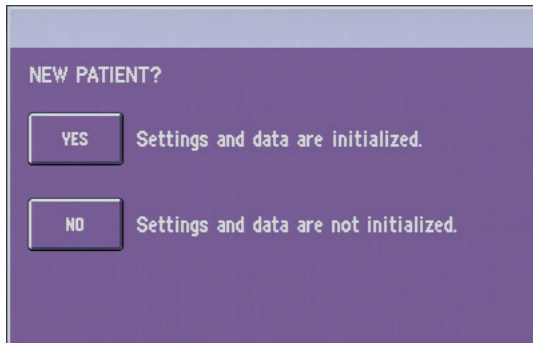 NEW PATIENT?
YES Settings and data are initialized.
NO Settings and data are not initialized.